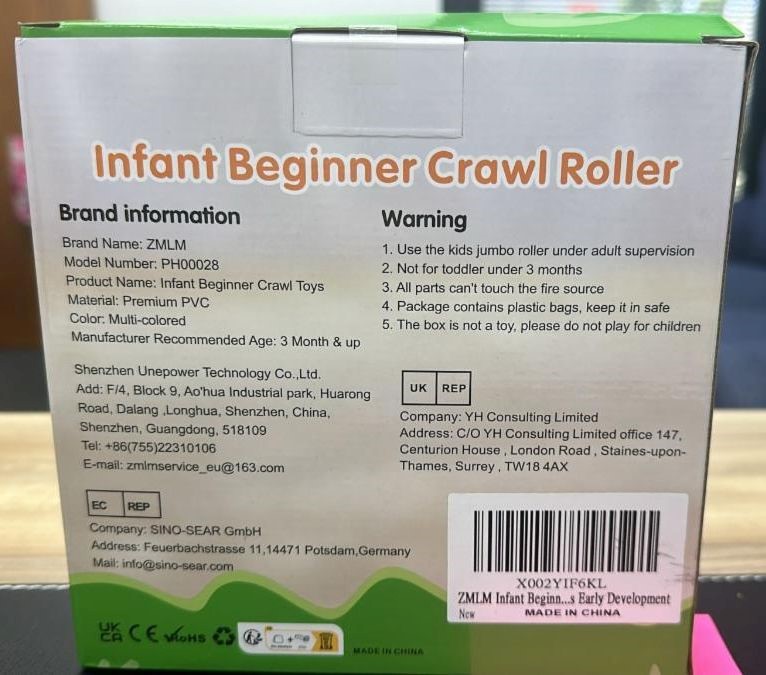 Infant Beginner Crawl Roller
Brand information
Brand Name: ZMLM
Model Number: PH00028
Product Name: Infant Beginner Crawl Toys
Material: Premium PVC
Color: Multi-colored
Manufacturer Recommended Age: 3 Month & up
Warning
1. Use the kids jumbo roller under adult supervision
2. Not for toddler under 3 months
3. All parts can't touch the fire source
4. Package contains plastic bags, keep it in safe
5. The box is not a toy, please do not play for children
Shenzhen Unepower Technology Co.,Ltd.
Add: F/4, Block 9, Ao'hua Industrial park, Huarong
Road, Dalang ,Longhua, Shenzhen, China,
Shenzhen, Guangdong, 518109
Tel: +86(755)22310106
E-mail: zmlmservice_eu@163.com
UK REP
Company: YH Consulting Limited
Address: C/O YH Consulting Limited office 147,
Centurion House , London Road , Staines-upon-
Thames, Surrey , TW18 4AX
EC REP
Company: SINO-SEAR GmbH
Address: Feuerbachstrasse 11,14471 Potsdam,Germany
Mail: info@sino-sear.com
X002YIF6KL
ZMLM Infant Beginn...s Early Development
New
MADE IN CHINA
UK
CA CE RoHS
MADE IN CHINA